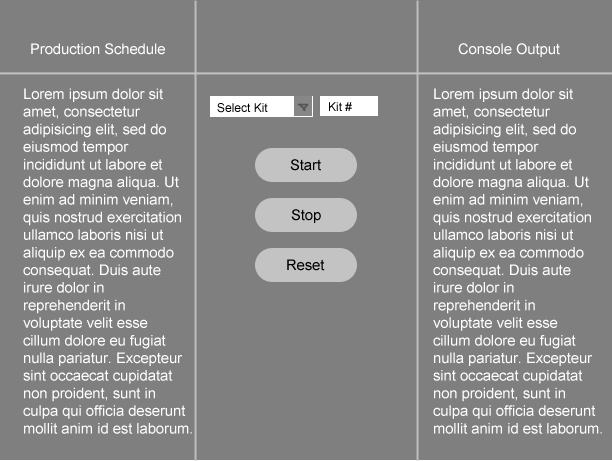 Production Schedule
Console Output
Lorem ipsum dolor sit
amet, consectetur
adipisicing elit, sed do
eiusmod tempor
incididunt ut labore et
dolore magna aliqua. Ut
enim ad minim veniam,
quis nostrud exercitation
ullamco laboris nisi ut
aliquip ex ea commodo
consequat. Duis aute
irure dolor in
reprehenderit in
voluptate velit esse
cillum dolore eu fugiat
nulla pariatur. Excepteur
sint occaecat cupidatat
non proident, sunt in
culpa qui officia deserunt
mollit anim id est laborum.
Select Kit
Kit #
Start
Stop
Reset
Lorem ipsum dolor sit
amet, consectetur
adipisicing elit, sed do
eiusmod tempor
incididunt ut labore et
dolore magna aliqua. Ut
enim ad minim veniam,
quis nostrud exercitation
ullamco laboris nisi ut
aliquip ex ea commodo
consequat. Duis aute
irure dolor in
reprehenderit in
voluptate velit esse
cillum dolore eu fugiat
nulla pariatur. Excepteur
sint occaecat cupidatat
non proident, sunt in
culpa qui officia deserunt
mollit anim id est laborum.